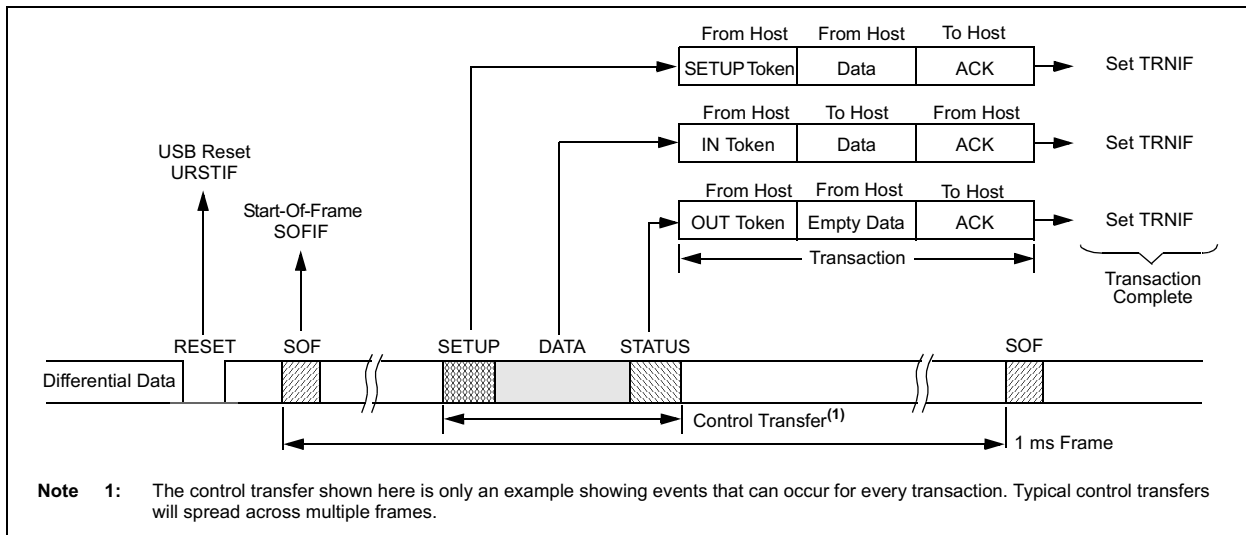 From Host From Host To Host
SETUP Token Data ACK Set TRNIF
From Host To Host From Host
IN Token Data ACK Set TRNIF
USB Reset
URSTIF
From Host From Host To Host
Start-Of-Frame
SOFIF
OUT Token Empty Data ACK Set TRNIF
Transaction
Transaction
Complete
RESET SOF SETUP DATA STATUS SOF
Differential Data
Control Transfer(1)
1 ms Frame
Note 1: The control transfer shown here is only an example showing events that can occur for every transaction. Typical control transfers
will spread across multiple frames.